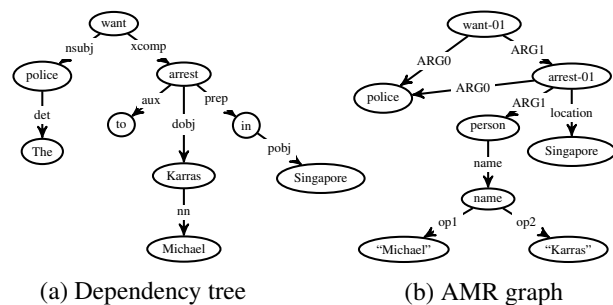 want
nsubj xcomp
police arrest
det aux dobj prep
The to in
pobj
Karras Singapore
nn
Michael
(a) Dependency tree
want-01
ARG0 ARG1
police ARG0 arrest-01
ARG1 location
person Singapore
name
name
op1 op2
“Michael” “Karras”
(b) AMR graph